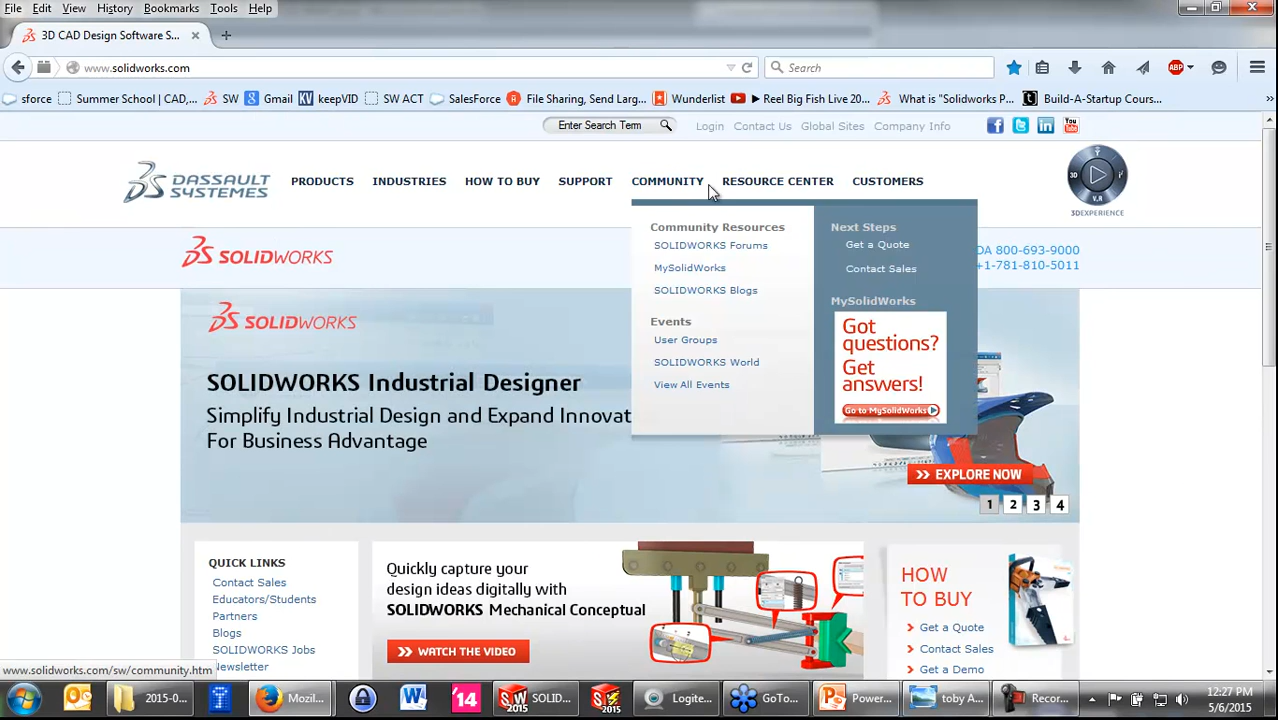 File Edit View History Bookmarks Tools Help
3D CAD Design Software S...
www.solidworks.com
Search
ABP
sforce
Summer School | CAD,...
SW
Gmail
keepVID
SW ACT
SalesForce
File Sharing, Send Larg...
Wunderlist
Reel Big Fish Live 20...
What is "Solidworks P...
Build-A-Startup Cours...
Enter Search Term
Login Contact Us Global Sites Company Info
You Tube
DASSAULT SYSTEMES
PRODUCTS INDUSTRIES HOW TO BUY SUPPORT COMMUNITY RESOURCE CENTER CUSTOMERS
3D
V.R
3DEXPERIENCE
SOLIDWORKS
DA 800-693-9000
+1-781-810-5011
Community Resources
SOLIDWORKS Forums
MySolidWorks
SOLIDWORKS Blogs
Events
User Groups
SOLIDWORKS World
View All Events
Next Steps
Get a Quote
Contact Sales
MySolidWorks
Got
questions?
Get
answers!
Go to MySolidWorks
SOLIDWORKS
SOLIDWORKS Industrial Designer
Simplify Industrial Design and Expand Innovat
For Business Advantage
>> EXPLORE NOW
1 2 3 4
QUICK LINKS
Contact Sales
Educators/Students
Partners
Blogs
SOLIDWORKS Jobs
Newsletter
Quickly capture your
design ideas digitally with
SOLIDWORKS Mechanical Conceptual
>> WATCH THE VIDEO
HOW
TO BUY
Get a Quote
Contact Sales
Get a Demo
www.solidworks.com/sw/community.htm
2015-0...
Mozil...
'14
SOLID...
2015
2015
Logite...
GoTo...
Power...
toby A...
Recor...
12:27 PM
5/6/2015